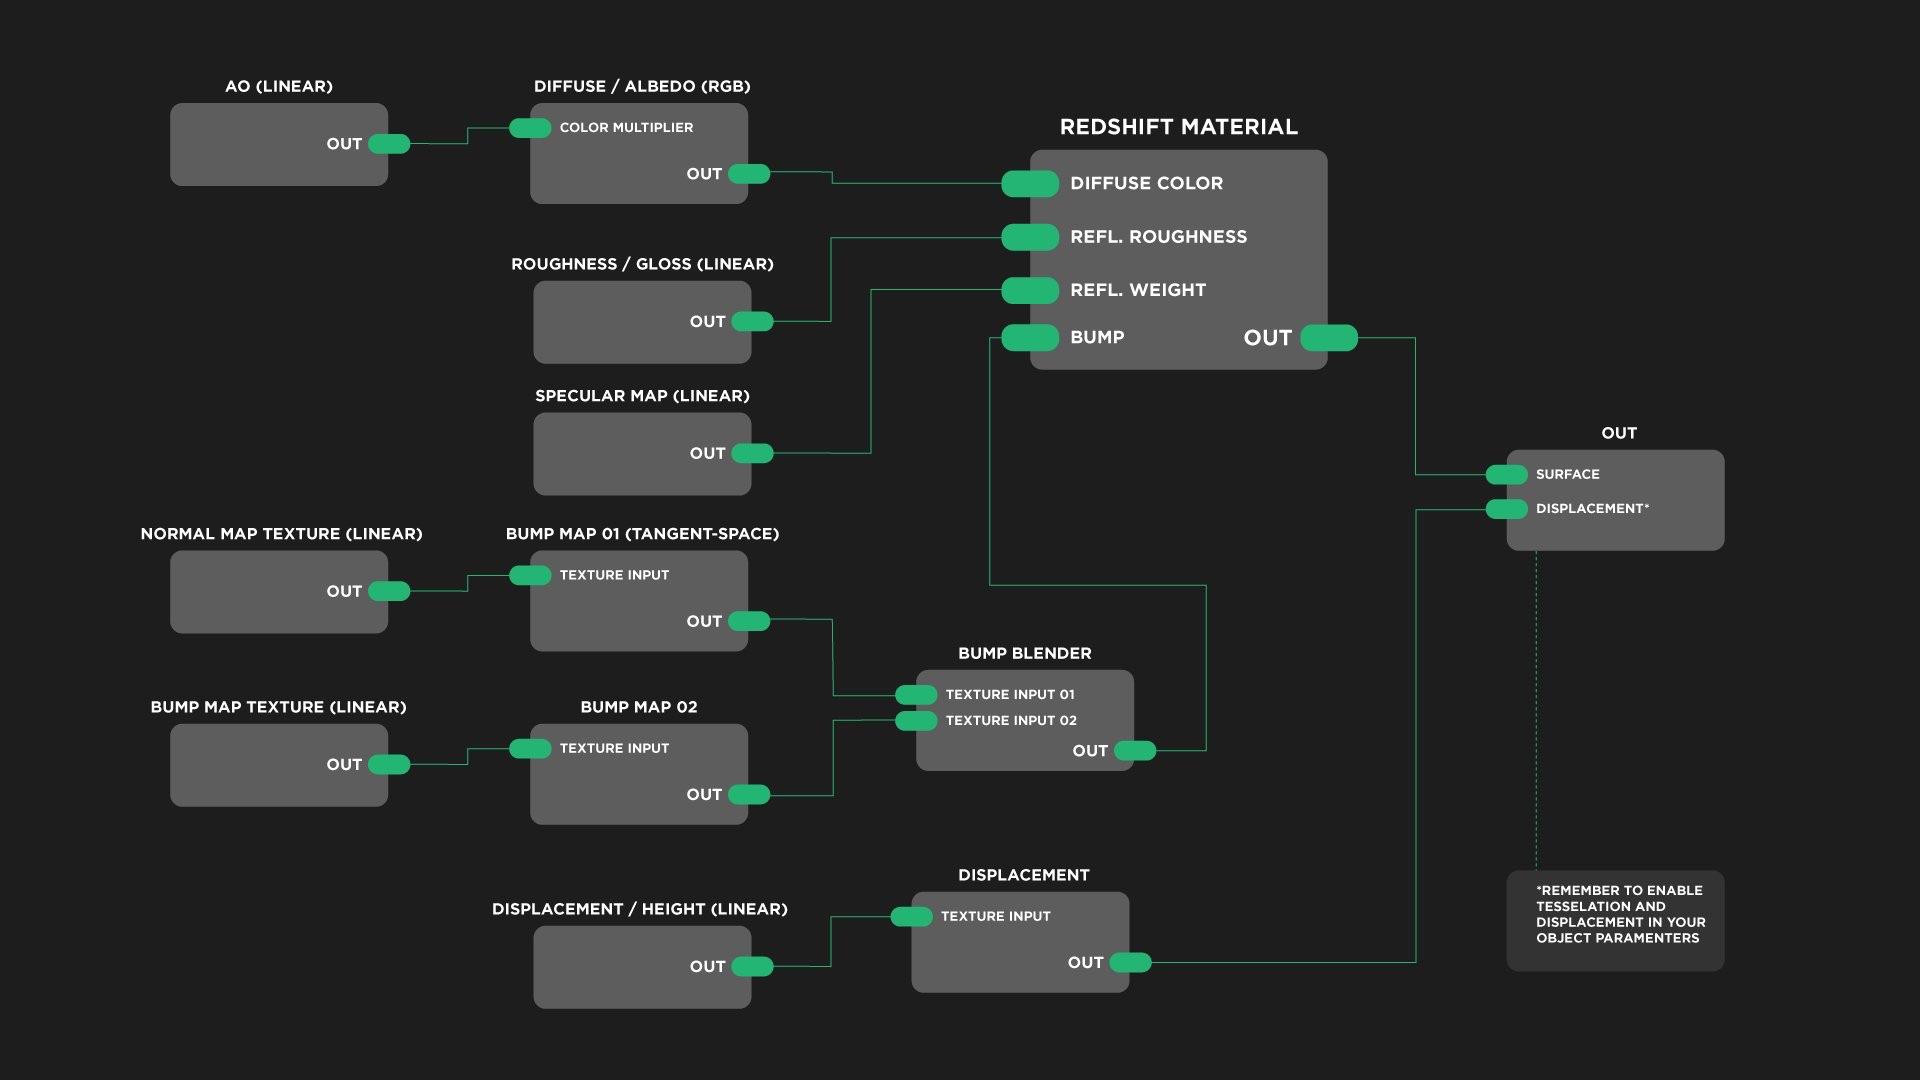 AO (LINEAR)
OUT
DIFFUSE / ALBEDO (RGB)
COLOR MULTIPLIER
OUT
ROUGHNESS / GLOSS (LINEAR)
OUT
SPECULAR MAP (LINEAR)
OUT
REDSHIFT MATERIAL
DIFFUSE COLOR
REFL. ROUGHNESS
REFL. WEIGHT
BUMP
OUT
OUT
SURFACE
DISPLACEMENT*
NORMAL MAP TEXTURE (LINEAR)
OUT
BUMP MAP 01 (TANGENT-SPACE)
TEXTURE INPUT
OUT
BUMP MAP TEXTURE (LINEAR)
OUT
BUMP MAP 02
TEXTURE INPUT
OUT
BUMP BLENDER
TEXTURE INPUT 01
TEXTURE INPUT 02
OUT
DISPLACEMENT / HEIGHT (LINEAR)
OUT
DISPLACEMENT
TEXTURE INPUT
OUT
*REMEMBER TO ENABLE
TESSELATION AND
DISPLACEMENT IN YOUR
OBJECT PARAMENTERS